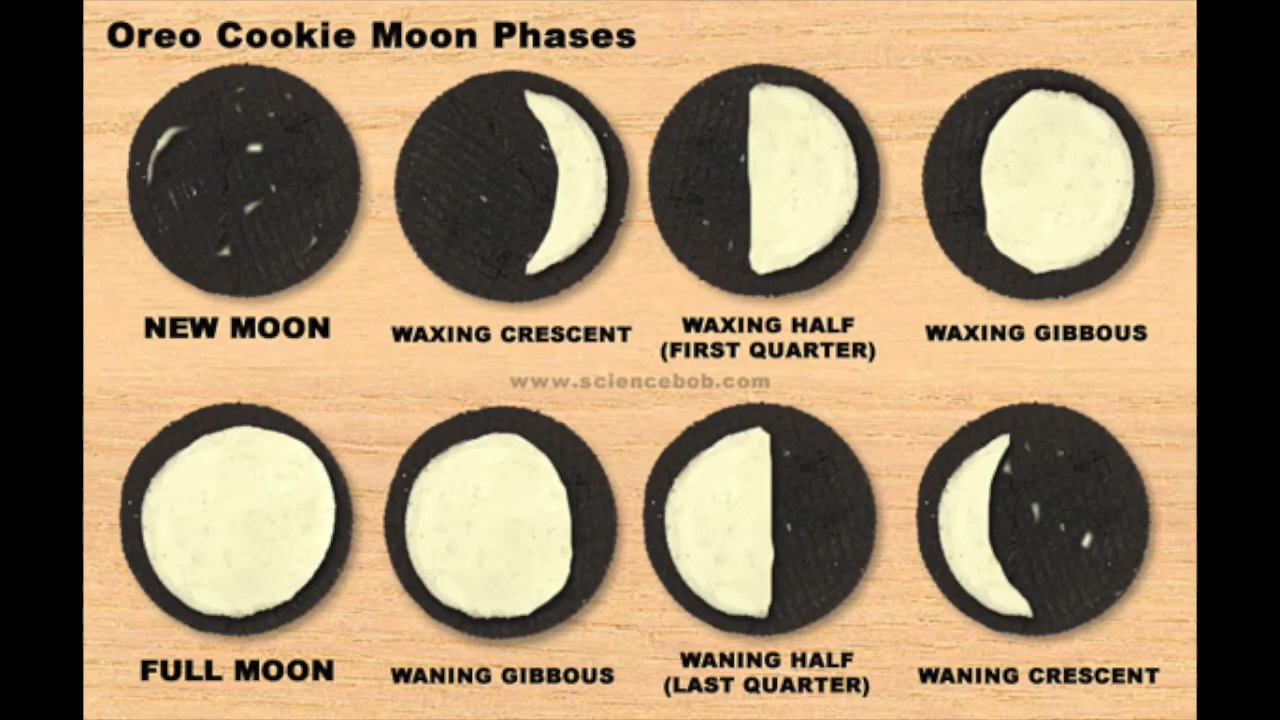 Oreo Cookie Moon Phases
NEW MOON
WAXING CRESCENT
WAXING HALF
(FIRST QUARTER)
WAXING GIBBOUS
www.sciencebob.com
FULL MOON
WANING GIBBOUS
WANING HALF
(LAST QUARTER)
WANING CRESCENT